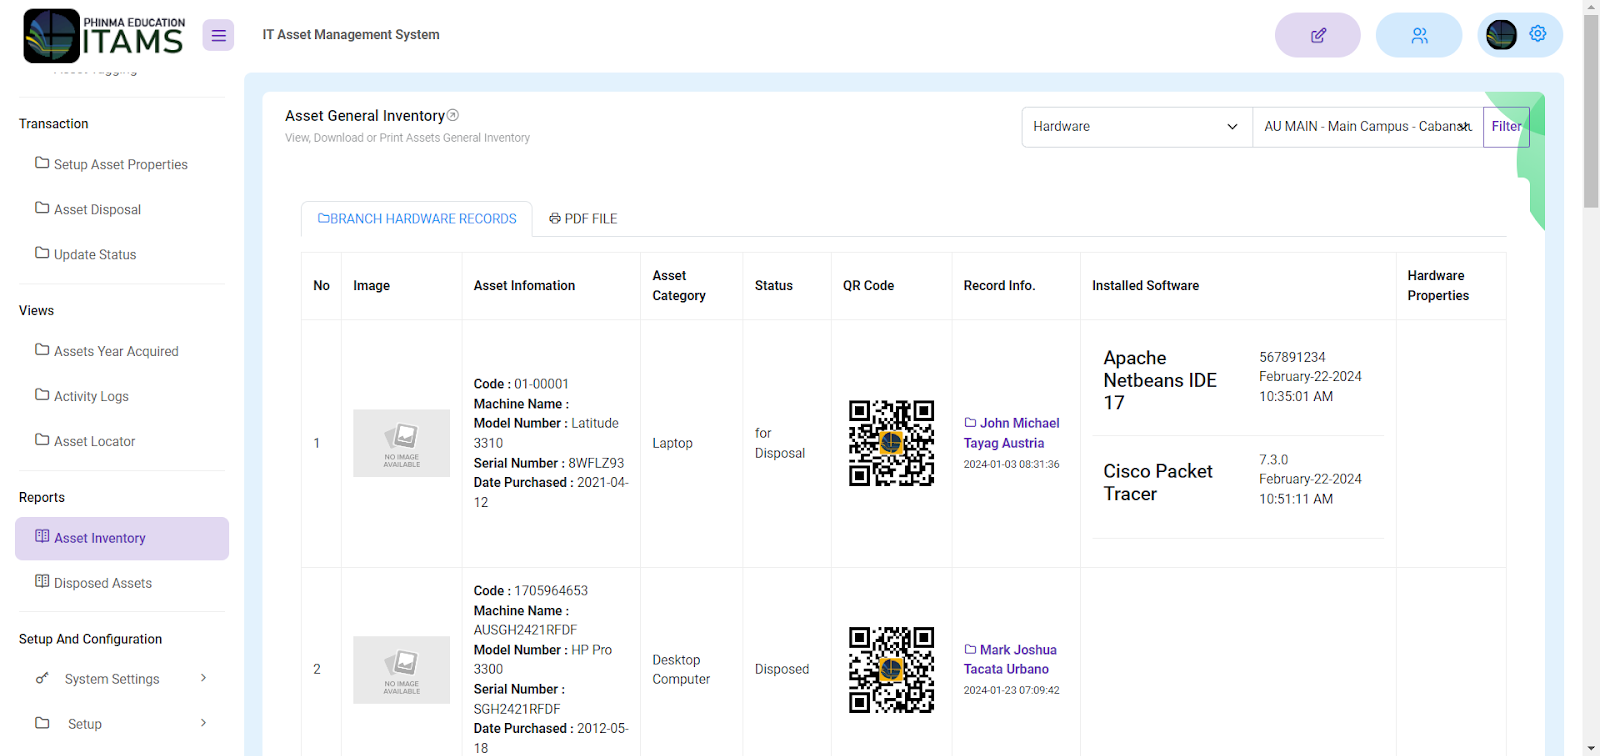 PHINMA EDUCATION
ITAMS
IT Asset Management System
Asset Tagging
Transaction
Setup Asset Properties
Asset Disposal
Update Status
Views
Assets Year Acquired
Activity Logs
Asset Locator
Reports
Asset Inventory
Disposed Assets
Setup And Configuration
System Settings
Setup
Asset General Inventory
View, Download or Print Assets General Inventory
Hardware
AU MAIN - Main Campus -
Filter
BRANCH HARDWARE RECORDS
PDF FILE
No
Image
Asset Infomation
Asset
Category
Status
QR Code
Record Info.
Installed Software
Hardware
Properties
1
NO IMAGE
AVAILABLE
Code : 01-00001
Machine Name :
Model Number : Latitude
3310
Serial Number : 8WFLZ93
Date Purchased : 2021-04-
12
Laptop
for
Disposal
John Michael
Tayag Austria
2024-01-03 08:31:36
Apache
Netbeans IDE
17
567891234
February-22-2024
10:35:01 AM
Cisco Packet
Tracer
7.3.0
February-22-2024
10:51:11 AM
2
NO IMAGE
AVAILABLE
Code : 1705964653
Machine Name :
AUSGH2421RFDF
Model Number : HP Pro
3300
Serial Number :
SGH2421RFDF
Date Purchased : 2012-05-
18
Desktop
Computer
Disposed
Mark Joshua
Tacata Urbano
2024-01-23 07:09:42